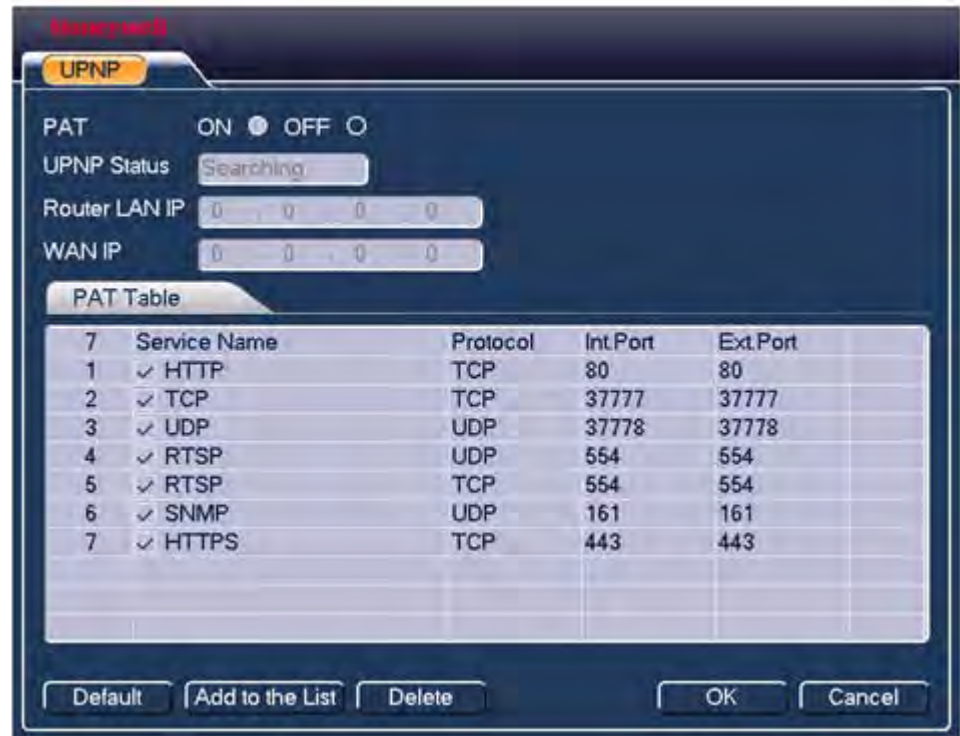 Honeywell
UPNP
PAT ON OFF
UPNP Status Searching
Router LAN IP 0 . 0 . 0 . 0
WAN IP 0 . 0 . 0 . 0
PAT Table
7 Service Name Protocol Int.Port Ext.Port
1 ✓ HTTP TCP 80 80
2 ✓ TCP TCP 37777 37777
3 ✓ UDP UDP 37778 37778
4 ✓ RTSP UDP 554 554
5 ✓ RTSP TCP 554 554
6 ✓ SNMP UDP 161 161
7 ✓ HTTPS TCP 443 443
Default Add to the List Delete OK Cancel